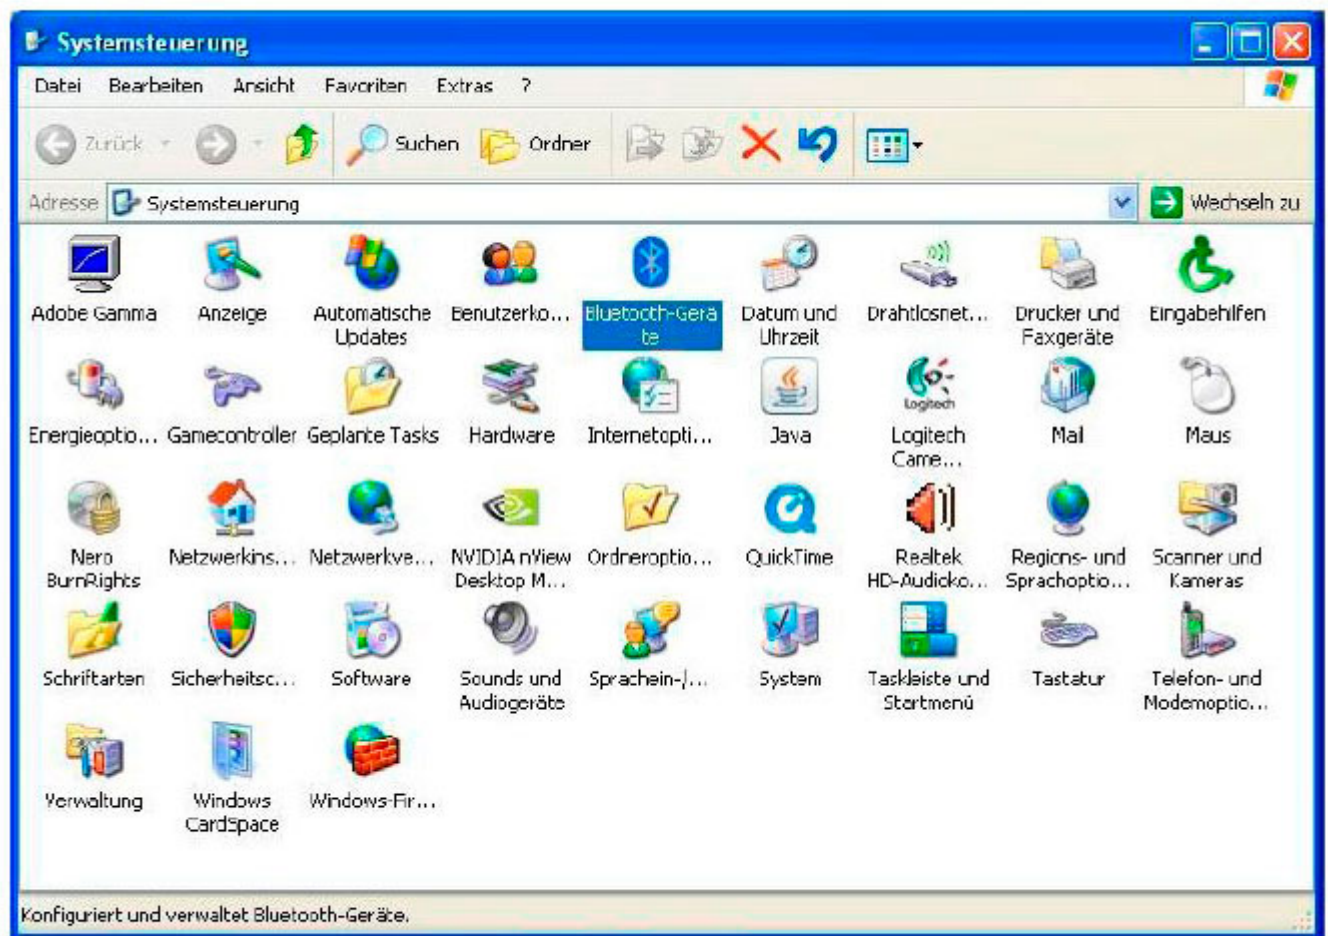 Systemsteuerung
Datei Bearbeiten Ansicht Favoriten Extras ?
Zurück Suchen Ordner
Adresse Systemsteuerung Wechseln zu
Adobe Gamma Anzeige Automatische Benutzerko... Bluetooth-Gerä Datum und Drahtlosnet... Drucker und Eingabehilfen
Updates te Uhrzeit Faxgeräte
Logitech
Energieoptio... Gamecontroller Geplante Tasks Hardware Internetopti... Java Logitech Mail Maus
Came...
Nero Netzwerkins... Netzwerkve... NVIDIA nView Ordneroptio... QuickTime Realtek Regions- und Scanner und
BurnRights Desktop M... HD-Audioko... Sprachoptio... Kameras
Schriftarten Sicherheitsc... Software Sounds und Sprachein-/... System Taskleiste und Tastatur Telefon- und
Audiogeräte Startmenü Modemoptio...
Verwaltung Windows Windows-Fir...
CardSpace
Konfiguriert und verwaltet Bluetooth-Geräte.